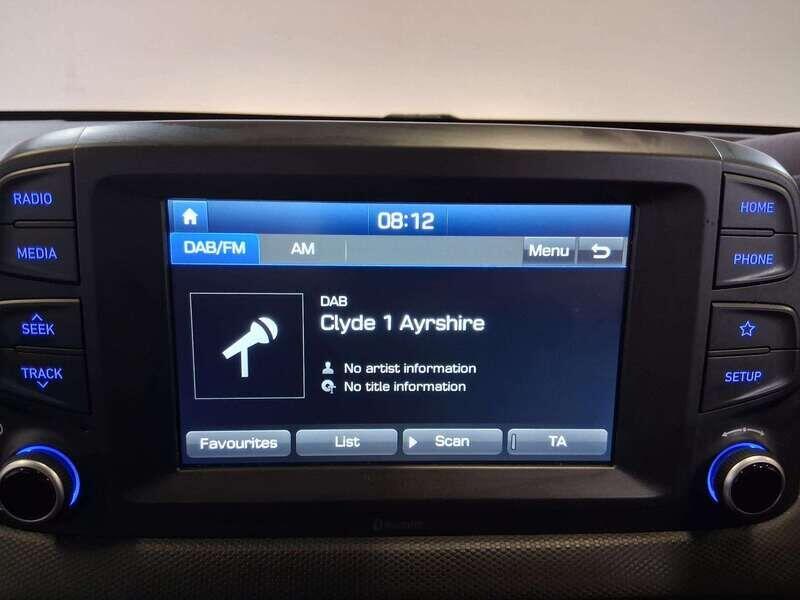 RADIO
MEDIA
SEEK
TRACK
08:12
DAB/FM AM Menu
DAB
Clyde 1 Ayrshire
No artist information
No title information
Favourites List Scan TA
HOME
PHONE
SETUP